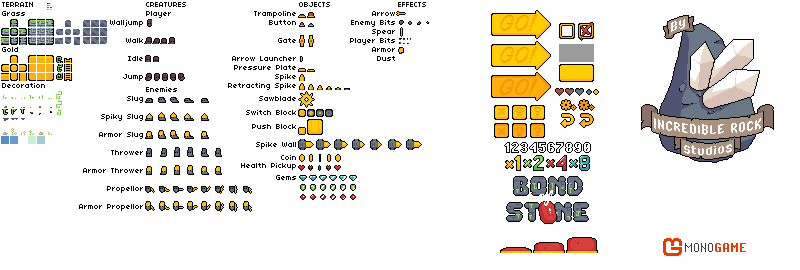 TERRAIN
Grass
Gold
Decoration
CREATURES
Player
Walljump
Walk
Idle
Jump
Enemies
Slug
Spiky Slug
Armor Slug
Thrower
Armor Thrower
Propellor
Armor Propellor
OBJECTS
Trampoline
Button
Gate
Arrow Launcher
Pressure Plate
Spike
Retracting Spike
Sawblade
Switch Block
Push Block
Spike Wall
Coin
Health Pickup
Gems
EFFECTS
Arrow
Enemy Bits
Spear
Player Bits
Armor
Dust
GO!
GO!
GO!
1234567890
×1×2×4×8
BOND
STONE
By
INCREDIBLE ROCK
Studios
MONOGAME